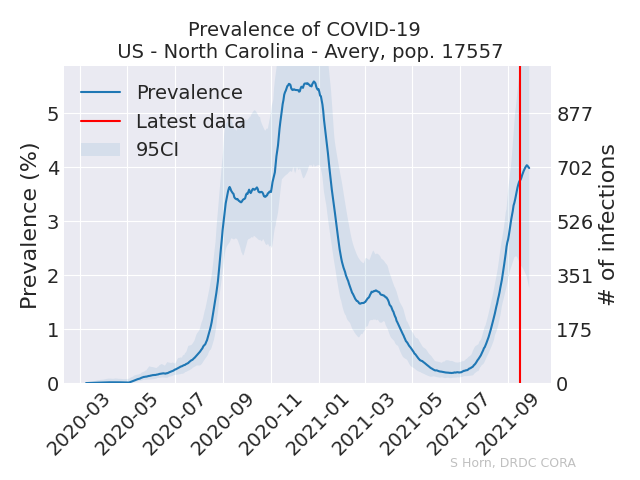 Prevalence of COVID-19
US - North Carolina - Avery, pop. 17557
Prevalence
Latest data
95CI
Prevalence (%)
5
4
3
2
1
0
877
702
526
351
175
0
# of infections
2020-03
2020-05
2020-07
2020-09
2020-11
2021-01
2021-03
2021-05
2021-07
2021-09
S Horn, DRDC CORA